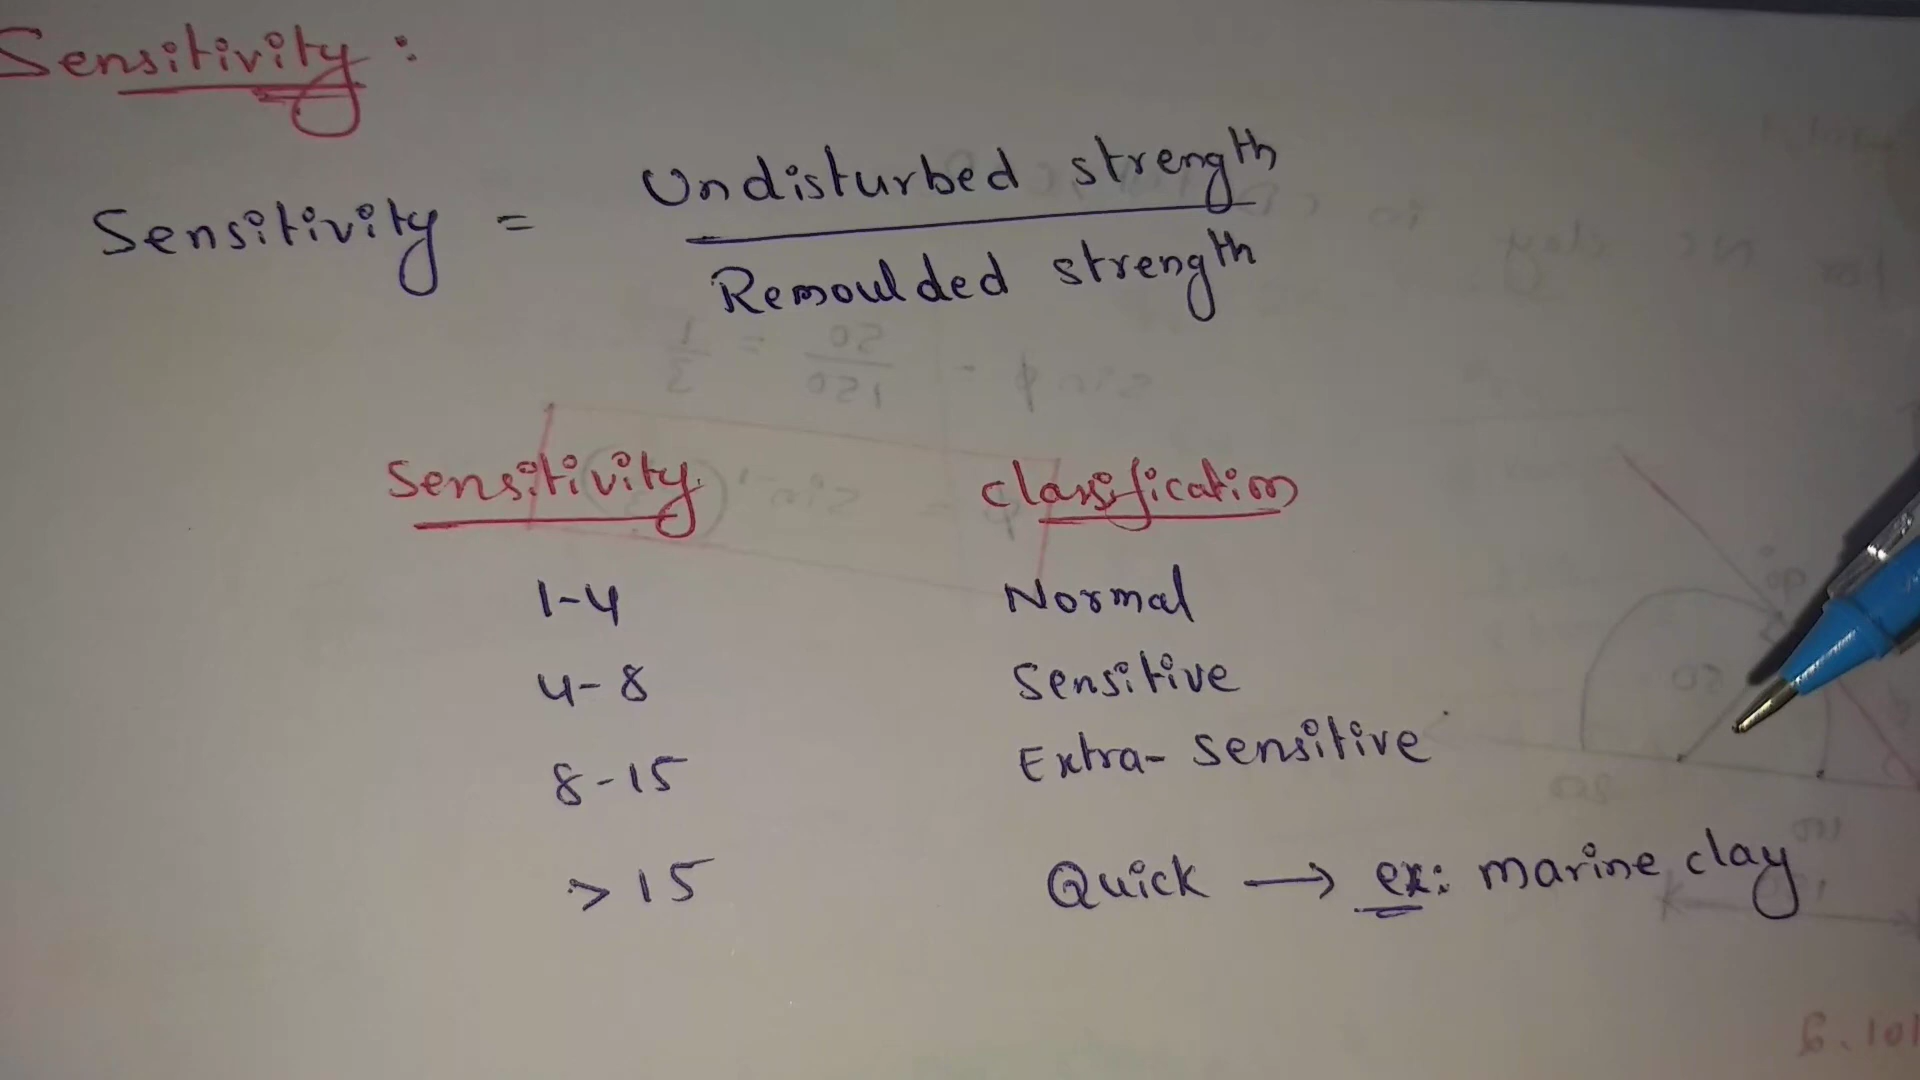 Sensitivity :
Sensitivity = Undisturbed strength
Remoulded strength
Sensitivity Classification
1-4 Normal
4-8 Sensitive
8-15 Extra-sensitive
> 15 Quick → ex: marine clay